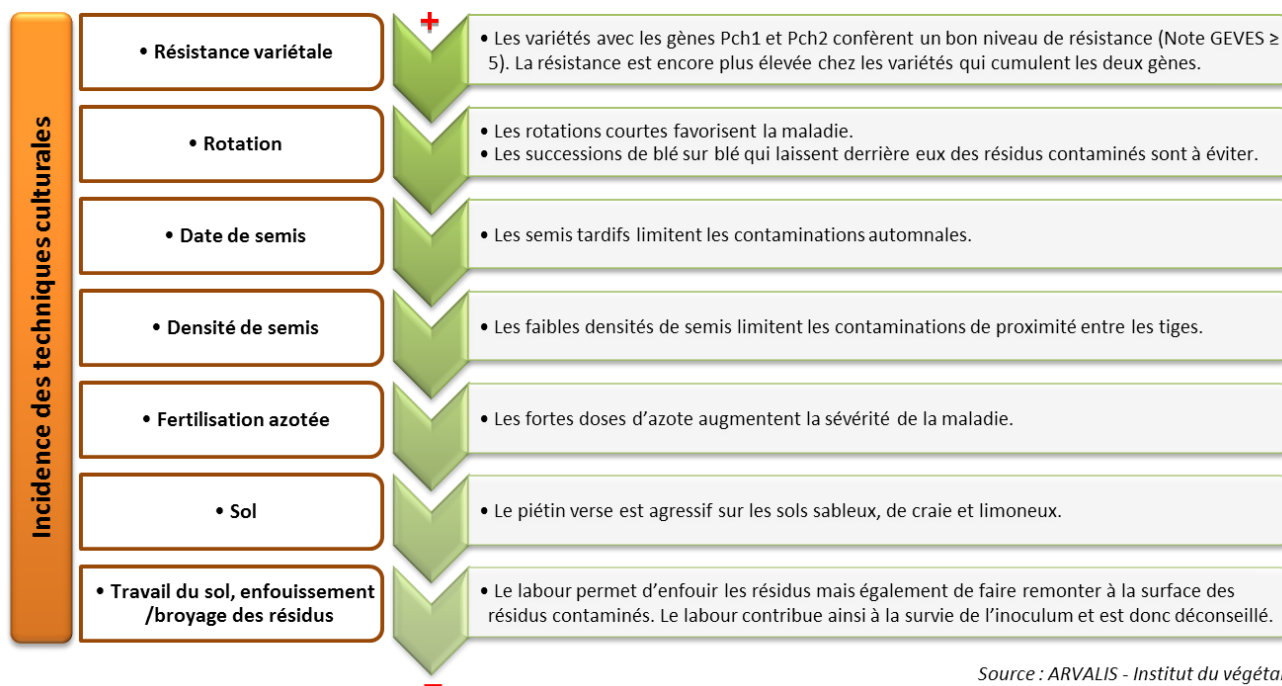 Incidence des techniques culturales
+
• Résistance variétale
• Les variétés avec les gènes Pch1 et Pch2 confèrent un bon niveau de résistance (Note GEVES ≥
5). La résistance est encore plus élevée chez les variétés qui cumulent les deux gènes.
• Rotation
• Les rotations courtes favorisent la maladie.
• Les successions de blé sur blé qui laissent derrière eux des résidus contaminés sont à éviter.
• Date de semis
• Les semis tardifs limitent les contaminations automnales.
• Densité de semis
• Les faibles densités de semis limitent les contaminations de proximité entre les tiges.
• Fertilisation azotée
• Les fortes doses d’azote augmentent la sévérité de la maladie.
• Sol
• Le piétin verse est agressif sur les sols sableux, de craie et limoneux.
• Travail du sol, enfouissement
/broyage des résidus
• Le labour permet d’enfouir les résidus mais également de faire remonter à la surface des
résidus contaminés. Le labour contribue ainsi à la survie de l’inoculum et est donc déconseillé.
–
Source : ARVALIS - Institut du végéta